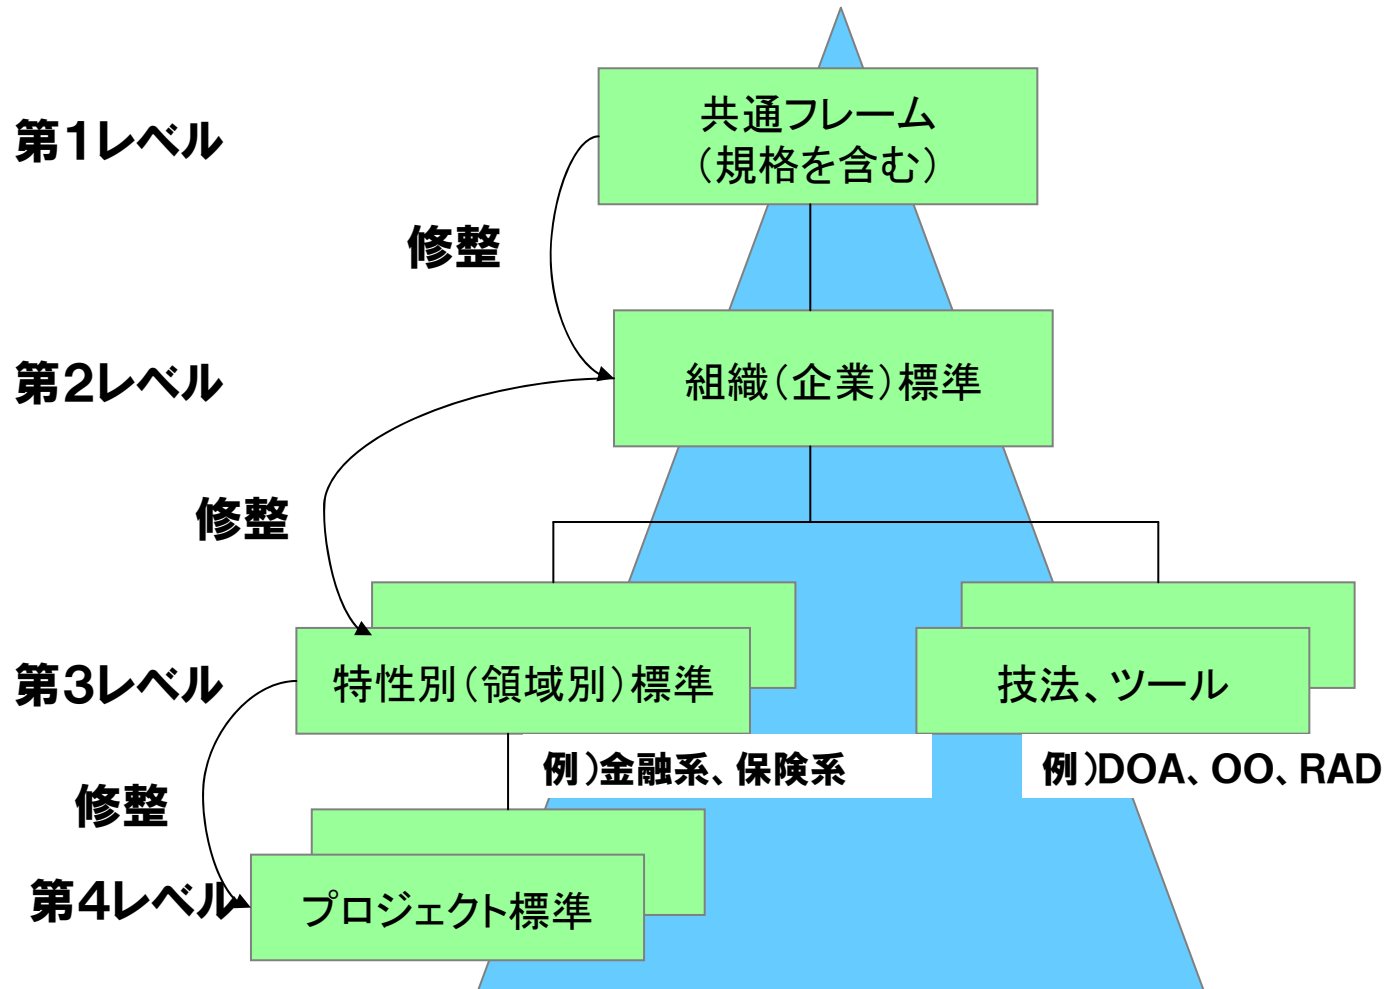 第1レベル
共通フレーム
(規格を含む)
修整
第2レベル
組織(企業)標準
修整
第3レベル
特性別(領域別)標準
技法、ツール
例)金融系、保険系
例)DOA、OO、RAD
修整
第4レベル
プロジェクト標準